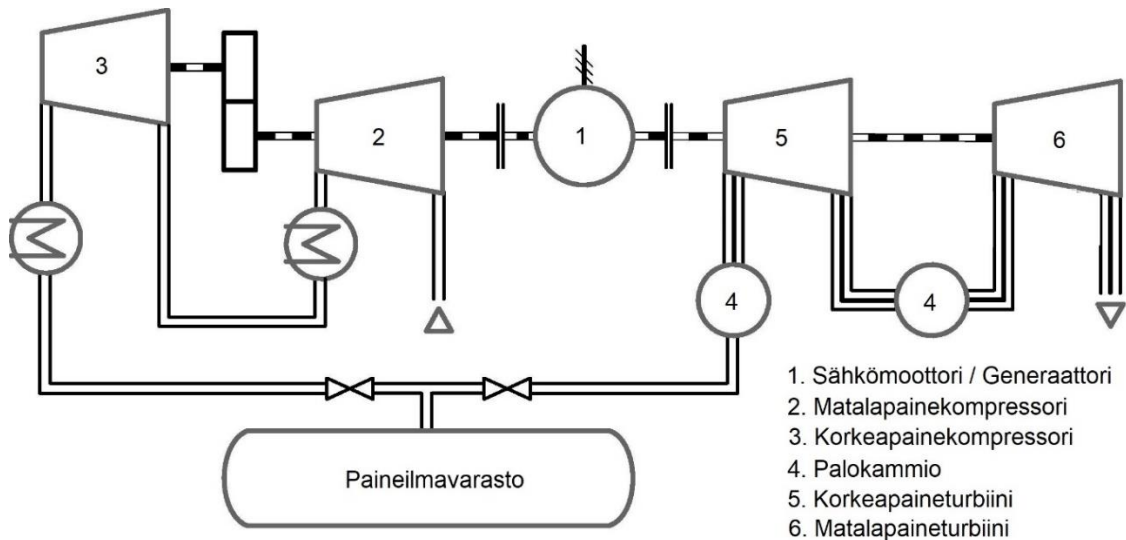 3
2
1
5
6
4
4
Paineilmavarasto
1. Sähkömoottori / Generaattori
2. Matalapainekompressori
3. Korkeapainekompressori
4. Palokammio
5. Korkeapaineturbiini
6. Matalapaineturbiini